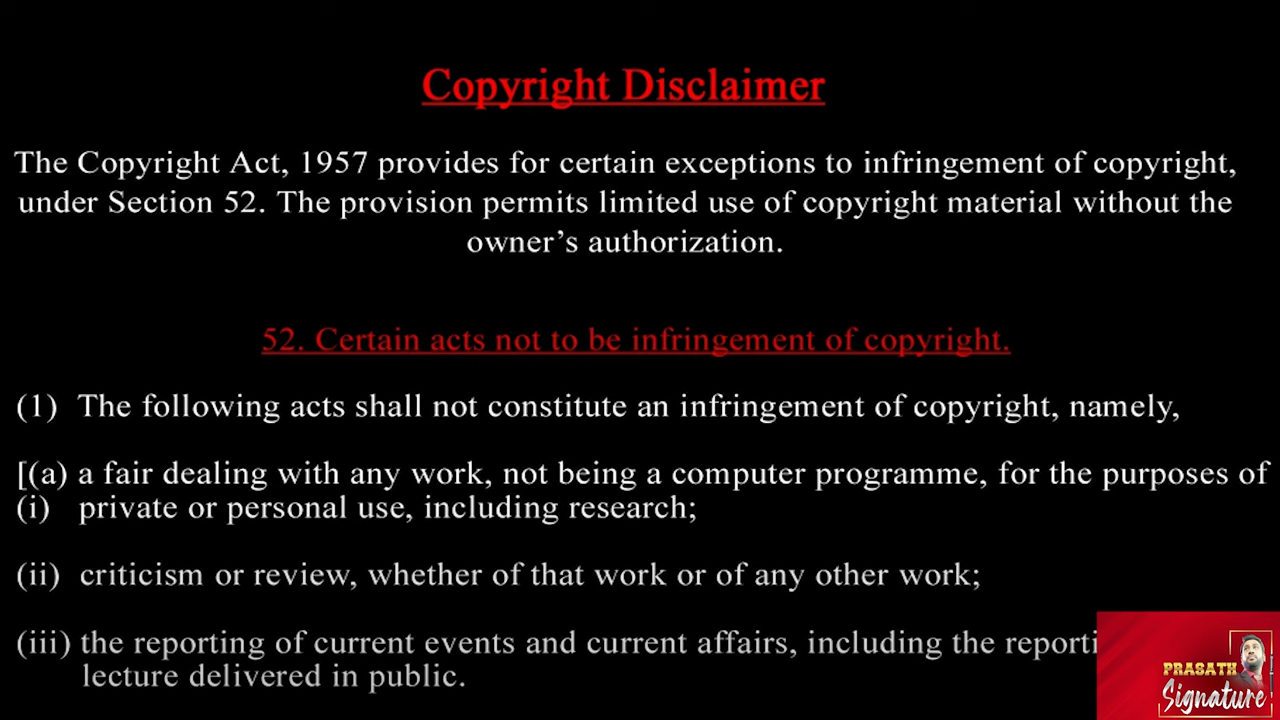 Copyright Disclaimer
The Copyright Act, 1957 provides for certain exceptions to infringement of copyright,
under Section 52. The provision permits limited use of copyright material without the
owner’s authorization.
52. Certain acts not to be infringement of copyright.
(1) The following acts shall not constitute an infringement of copyright, namely,
[(a) a fair dealing with any work, not being a computer programme, for the purposes of
(i) private or personal use, including research;
(ii) criticism or review, whether of that work or of any other work;
(iii) the reporting of current events and current affairs, including the reporti
lecture delivered in public.
PRASATH
Signature